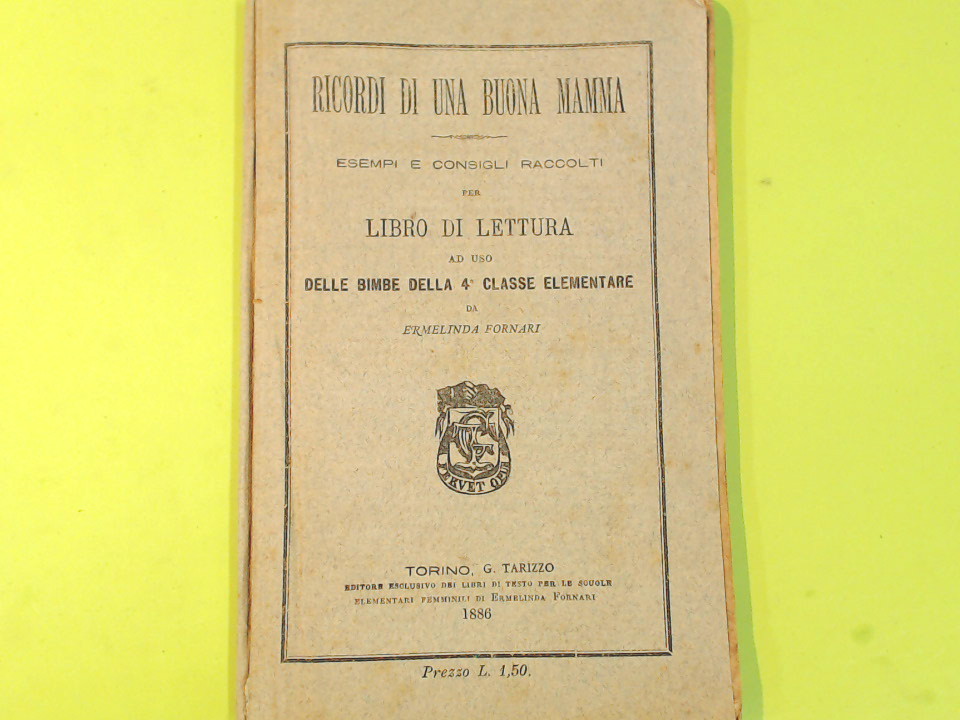 RICORDI DI UNA BUONA MAMMA
ESEMPI E CONSIGLI RACCOLTI
PER
LIBRO DI LETTURA
AD USO
DELLE BIMBE DELLA 4ª CLASSE ELEMENTARE
DA
ERMELINDA FORNARI
FERVET OPUS
TORINO, G. TARIZZO
EDITORE ESCLUSIVO DEI LIBRI DI TESTO PER LE SCUOLE
ELEMENTARI FEMMINILI DI ERMELINDA FORNARI
1886
Prezzo L. 1,50.